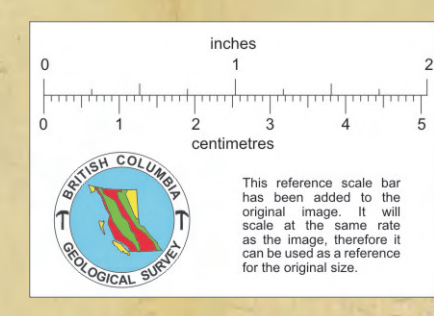 inches
0 1 2
0 1 2 3 4 5
centimetres
BRITISH COLUMBIA
GEOLOGICAL SURVEY
This reference scale bar
has been added to the
original image. It will
scale at the same rate
as the image, therefore it
can be used as a reference
for the original size.